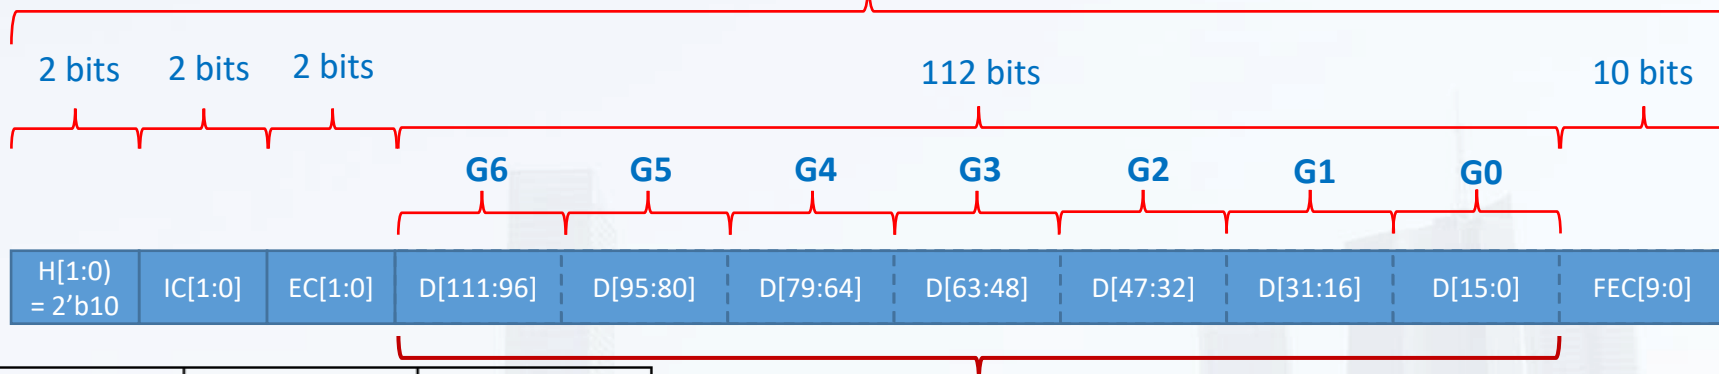 2 bits 2 bits 2 bits 112 bits 10 bits
G6 G5 G4 G3 G2 G1 G0
H[1:0)
= 2’b10
IC[1:0] EC[1:0] D[111:96] D[95:80] D[79:64] D[63:48] D[47:32] D[31:16] D[15:0] FEC[9:0]